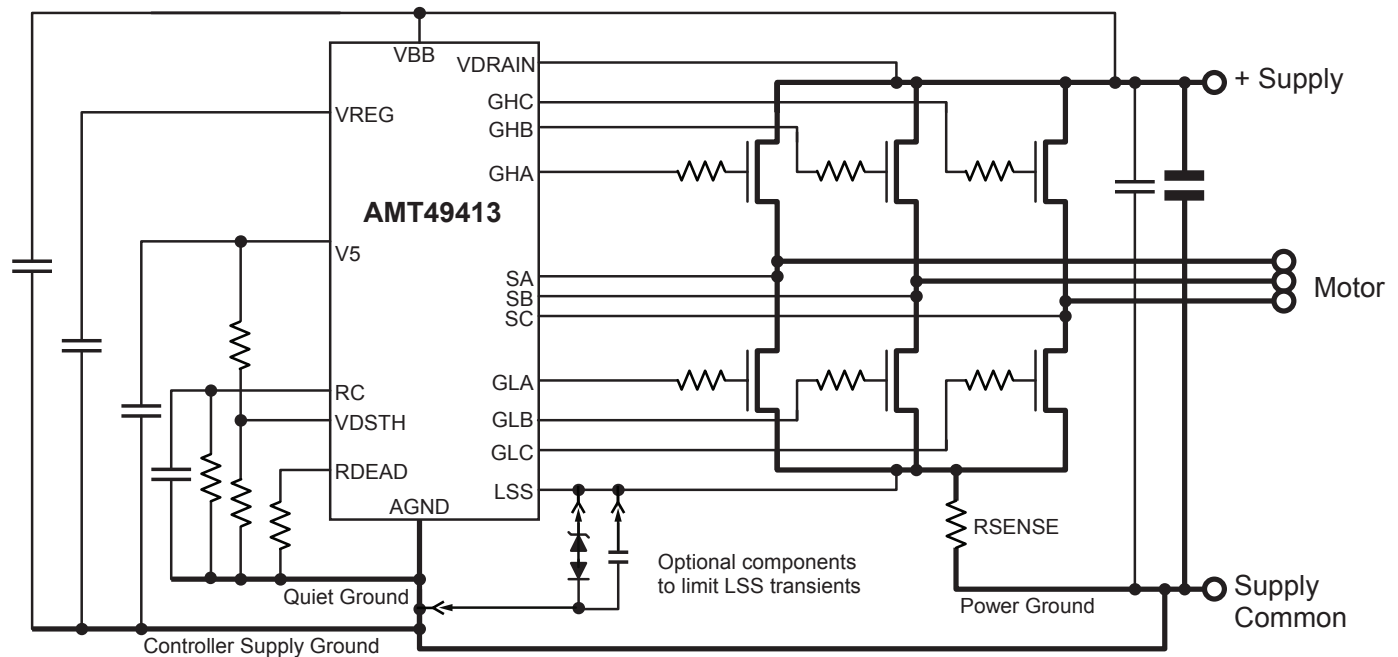 VBB
VDRAIN
+ Supply
GHC
VREG
GHB
GHA
AMT49413
V5
SA
SB
SC
Motor
GLA
RC
GLB
VDSTH
GLC
RDEAD
LSS
AGND
RSENSE
Optional components
to limit LSS transients
Quiet Ground
Power Ground
Supply
Common
Controller Supply Ground